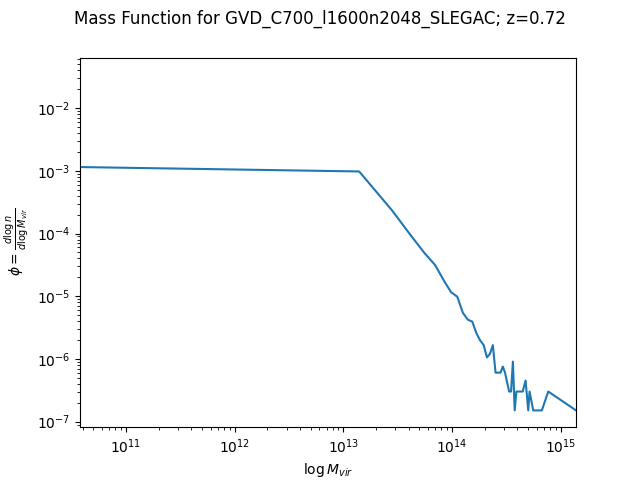 Mass Function for GVD_C700_l1600n2048_SLEGAC; z=0.72
10⁻²
10⁻³
10⁻⁴
10⁻⁵
10⁻⁶
10⁻⁷
ϕ = d log n / d log M_vir
10¹¹ 10¹² 10¹³ 10¹⁴ 10¹⁵
log M_vir